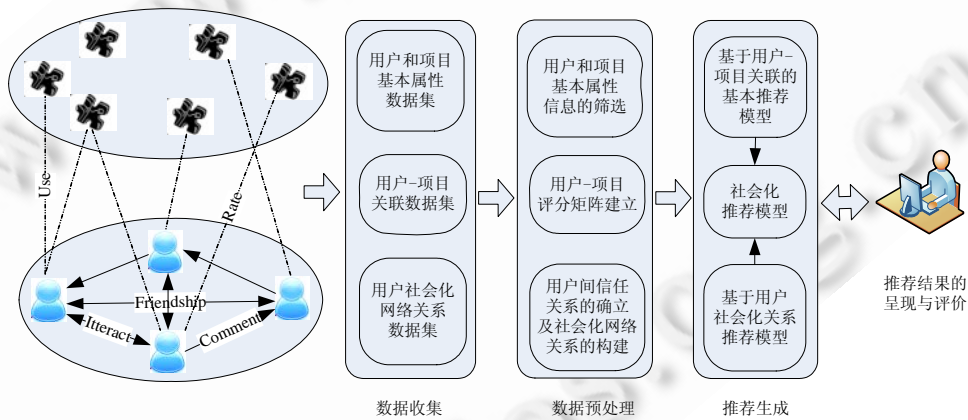 Use
Rate
Friendship
Itteract
Comment
用户和项目
基本属性
数据集
用户-项目
关联数据集
用户社会化
网络关系
数据集
数据收集
用户和项目
基本属性
信息的筛选
用户-项目
评分矩阵建立
用户间信任
关系的确立
及社会化网络
关系的构建
数据预处理
基于用户-
项目关联的
基本推荐
模型
社会化
推荐模型
基于用户
社会化关系
推荐模型
推荐生成
推荐结果的
呈现与评价